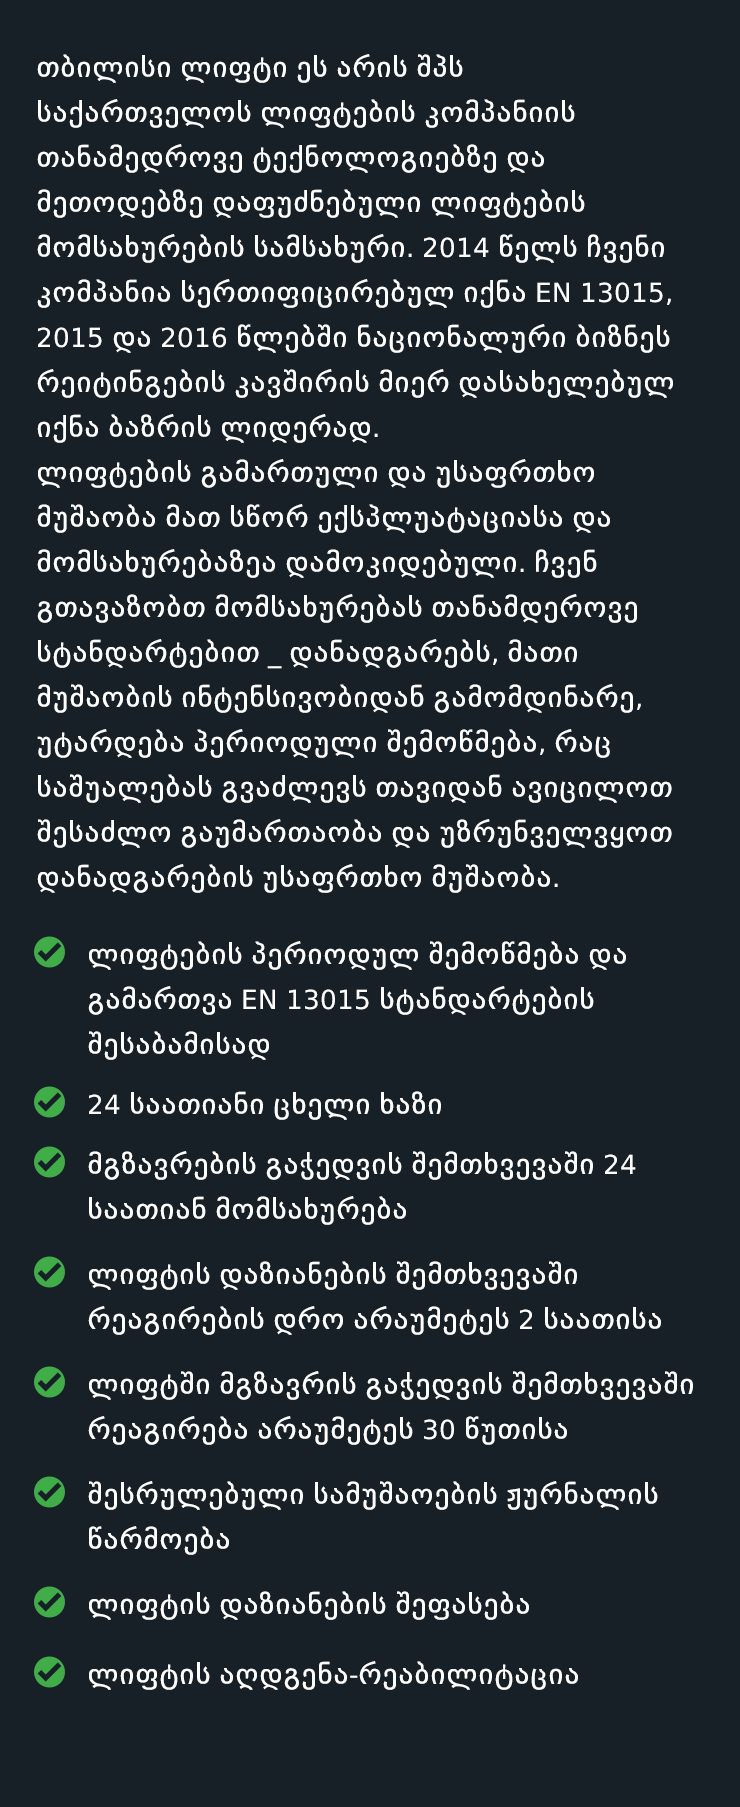 თბილისი ლიფტი ეს არის შპს
საქართველოს ლიფტების კომპანიის
თანამედროვე ტექნოლოგიებზე და
მეთოდებზე დაფუძნებული ლიფტების
მომსახურების სამსახური. 2014 წელს ჩვენი
კომპანია სერთიფიცირებულ იქნა EN 13015,
2015 და 2016 წლებში ნაციონალური ბიზნეს
რეიტინგების კავშირის მიერ დასახელებულ
იქნა ბაზრის ლიდერად.
ლიფტების გამართული და უსაფრთხო
მუშაობა მათ სწორ ექსპლუატაციასა და
მომსახურებაზეა დამოკიდებული. ჩვენ
გთავაზობთ მომსახურებას თანამდეროვე
სტანდარტებით _ დანადგარებს, მათი
მუშაობის ინტენსივობიდან გამომდინარე,
უტარდება პერიოდული შემოწმება, რაც
საშუალებას გვაძლევს თავიდან ავიცილოთ
შესაძლო გაუმართაობა და უზრუნველვყოთ
დანადგარების უსაფრთხო მუშაობა.
ლიფტების პერიოდულ შემოწმება და
გამართვა EN 13015 სტანდარტების
შესაბამისად
24 საათიანი ცხელი ხაზი
მგზავრების გაჭედვის შემთხვევაში 24
საათიან მომსახურება
ლიფტის დაზიანების შემთხვევაში
რეაგირების დრო არაუმეტეს 2 საათისა
ლიფტში მგზავრის გაჭედვის შემთხვევაში
რეაგირება არაუმეტეს 30 წუთისა
შესრულებული სამუშაოების ჟურნალის
წარმოება
ლიფტის დაზიანების შეფასება
ლიფტის აღდგენა-რეაბილიტაცია